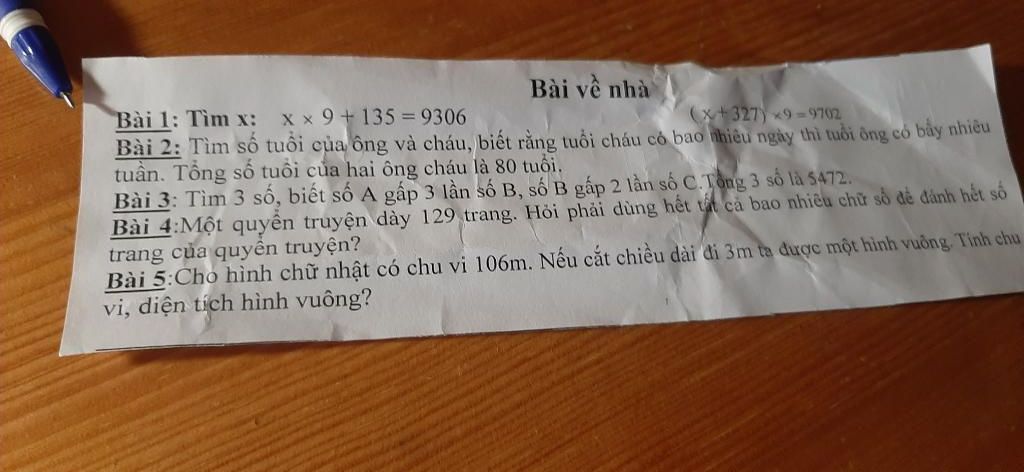 Bài về nhà
Bài 1: Tìm x: x × 9 + 135 = 9306 (x + 327) × 9 = 9702
Bài 2: Tìm số tuổi của ông và cháu, biết rằng tuổi cháu có bao nhiêu ngày thì tuổi ông có bấy nhiêu
tuần. Tổng số tuổi của hai ông cháu là 80 tuổi.
Bài 3: Tìm 3 số, biết số A gấp 3 lần số B, số B gấp 2 lần số C.Tổng 3 số là 5472.
Bài 4:Một quyển truyện dày 129 trang. Hỏi phải dùng hết tất cả bao nhiêu chữ số để đánh hết số
trang của quyển truyện?
Bài 5:Cho hình chữ nhật có chu vi 106m. Nếu cắt chiều dài đi 3m ta được một hình vuông. Tính chu
vi, diện tích hình vuông?